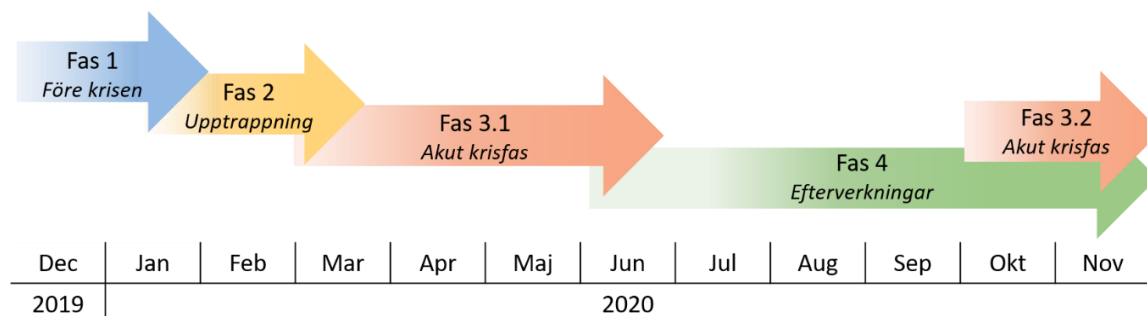 Fas 1
Före krisen
Fas 2
Upptrappning
Fas 3.1
Akut krisfas
Fas 3.2
Akut krisfas
Fas 4
Efterverkningar
Dec Jan Feb Mar Apr Maj Jun Jul Aug Sep Okt Nov
2019 2020